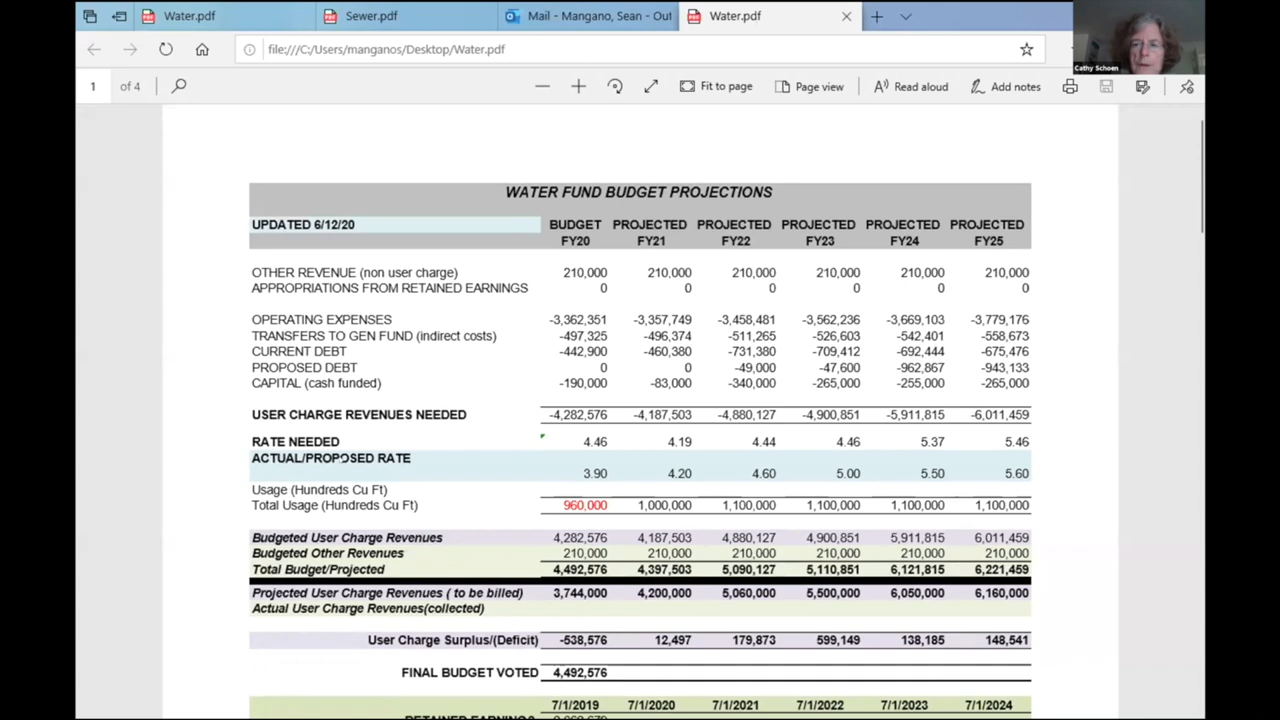 Water.pdf
Sewer.pdf
Mail - Mangano, Sean - Out
Water.pdf
file:///C:/Users/manganos/Desktop/Water.pdf
Cathy Schoen
1 of 4
Fit to page
Page view
Read aloud
Add notes
WATER FUND BUDGET PROJECTIONS
UPDATED 6/12/20 BUDGET PROJECTED PROJECTED PROJECTED PROJECTED PROJECTED
FY20 FY21 FY22 FY23 FY24 FY25
OTHER REVENUE (non user charge) 210,000 210,000 210,000 210,000 210,000 210,000
APPROPRIATIONS FROM RETAINED EARNINGS 0 0 0 0 0 0
OPERATING EXPENSES -3,362,351 -3,357,749 -3,458,481 -3,562,236 -3,669,103 -3,779,176
TRANSFERS TO GEN FUND (indirect costs) -497,325 -496,374 -511,265 -526,603 -542,401 -558,673
CURRENT DEBT -442,900 -460,380 -731,380 -709,412 -692,444 -675,476
PROPOSED DEBT 0 0 -49,000 -47,600 -962,867 -943,133
CAPITAL (cash funded) -190,000 -83,000 -340,000 -265,000 -255,000 -265,000
USER CHARGE REVENUES NEEDED -4,282,576 -4,187,503 -4,880,127 -4,900,851 -5,911,815 -6,011,459
RATE NEEDED 4.46 4.19 4.44 4.46 5.37 5.46
ACTUAL/PROPOSED RATE
3.90 4.20 4.60 5.00 5.50 5.60
Usage (Hundreds Cu Ft)
Total Usage (Hundreds Cu Ft) 960,000 1,000,000 1,100,000 1,100,000 1,100,000 1,100,000
Budgeted User Charge Revenues 4,282,576 4,187,503 4,880,127 4,900,851 5,911,815 6,011,459
Budgeted Other Revenues 210,000 210,000 210,000 210,000 210,000 210,000
Total Budget/Projected 4,492,576 4,397,503 5,090,127 5,110,851 6,121,815 6,221,459
Projected User Charge Revenues ( to be billed) 3,744,000 4,200,000 5,060,000 5,500,000 6,050,000 6,160,000
Actual User Charge Revenues(collected)
User Charge Surplus/(Deficit) -538,576 12,497 179,873 599,149 138,185 148,541
FINAL BUDGET VOTED 4,492,576
7/1/2019 7/1/2020 7/1/2021 7/1/2022 7/1/2023 7/1/2024